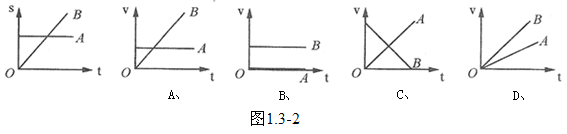 s B A O t
v B A O t
v B O A t
v A O B t
v B A O t
A、 B、 C、 D、
图1.3-2